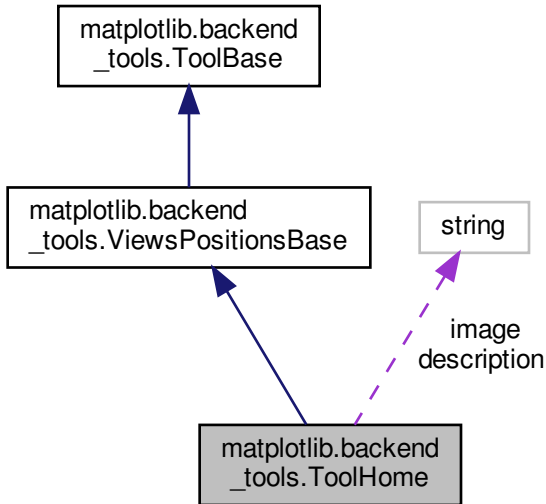 matplotlib.backend
_tools.ToolBase
matplotlib.backend
_tools.ViewsPositionsBase
string
image
description
matplotlib.backend
_tools.ToolHome